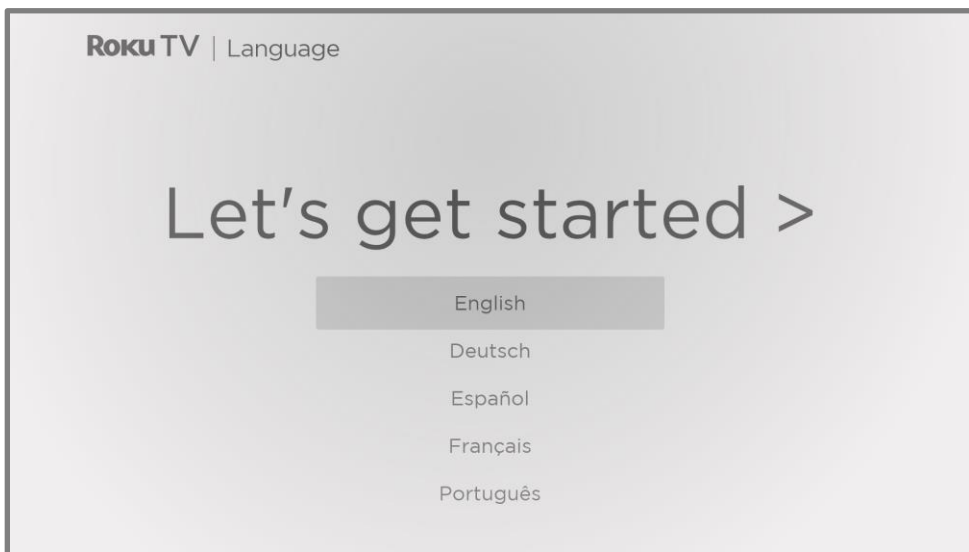 Roku TV | Language
Let's get started >
English
Deutsch
Español
Français
Português